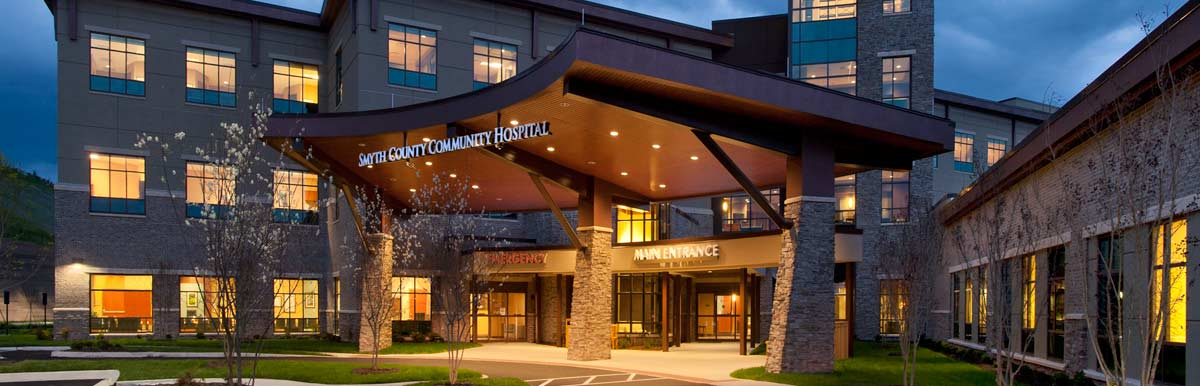 SMYTH COUNTY COMMUNITY HOSPITAL
EMERGENCY
MAIN ENTRANCE